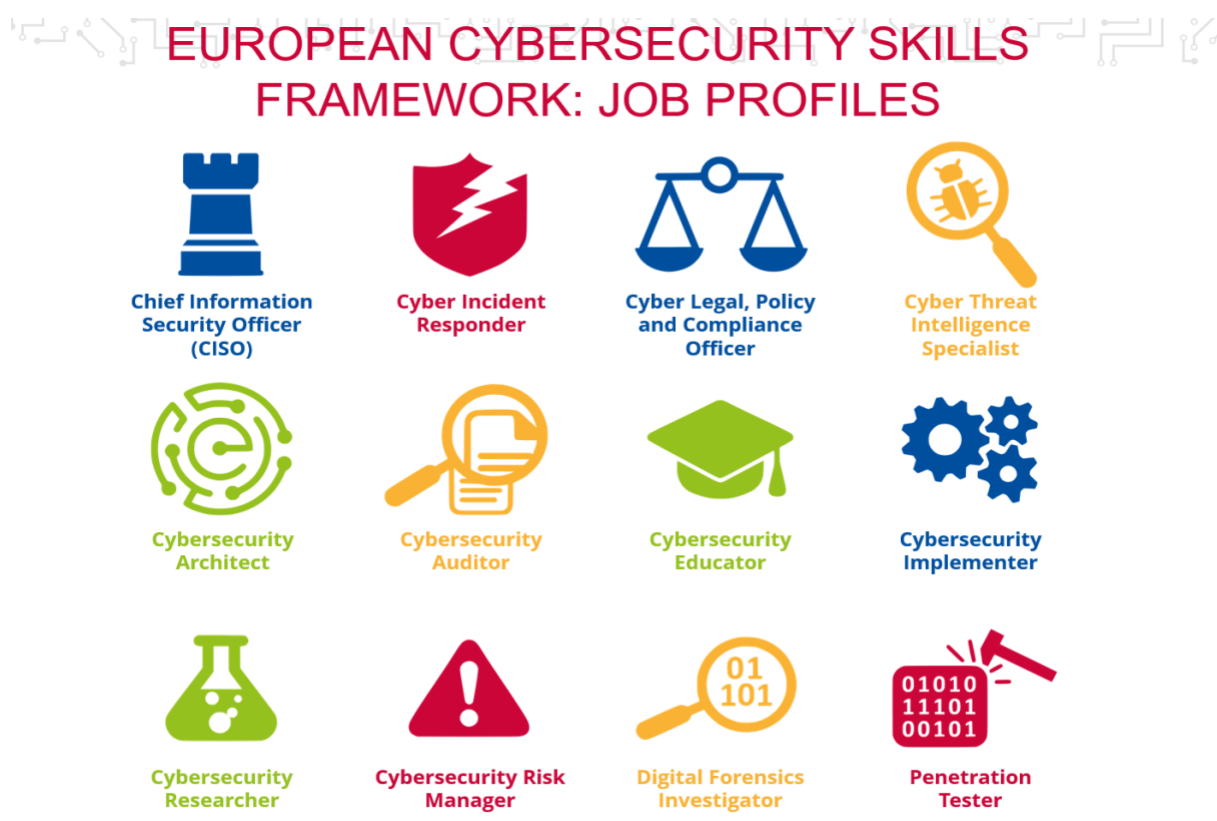 EUROPEAN CYBERSECURITY SKILLS
FRAMEWORK: JOB PROFILES
Chief Information
Security Officer
(CISO)
Cyber Incident
Responder
Cyber Legal, Policy
and Compliance
Officer
Cyber Threat
Intelligence
Specialist
Cybersecurity
Architect
Cybersecurity
Auditor
Cybersecurity
Educator
Cybersecurity
Implementer
01
101
01010
11101
00101
Cybersecurity
Researcher
Cybersecurity Risk
Manager
Digital Forensics
Investigator
Penetration
Tester